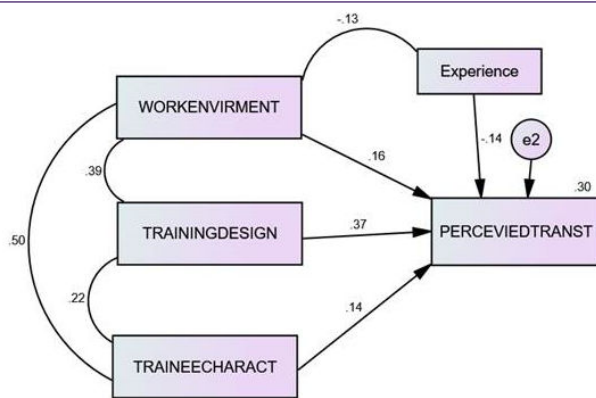 -.13
Experience
WORKENVIRMENT
-.14
e2
.16
.30
.39
PERCEVIEDTRANST
TRAININGDESIGN
.37
.50
.22
.14
TRAINEECHARACT